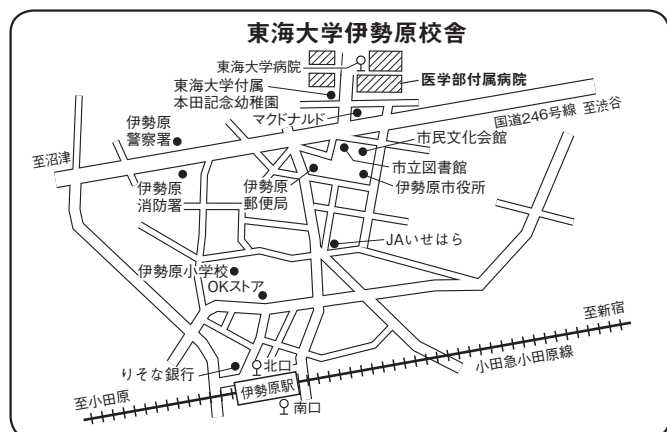 東海大学伊勢原校舎
東海大学病院
東海大学付属
本田記念幼稚園
医学部付属病院
マクドナルド
国道246号線
至渋谷
伊勢原
警察署
市民文化会館
至沼津
市立図書館
伊勢原
消防署
伊勢原
郵便局
伊勢原市役所
JAいせはら
伊勢原小学校
OKストア
至新宿
りそな銀行
北口
小田急小田原線
至小田原
伊勢原駅
南口